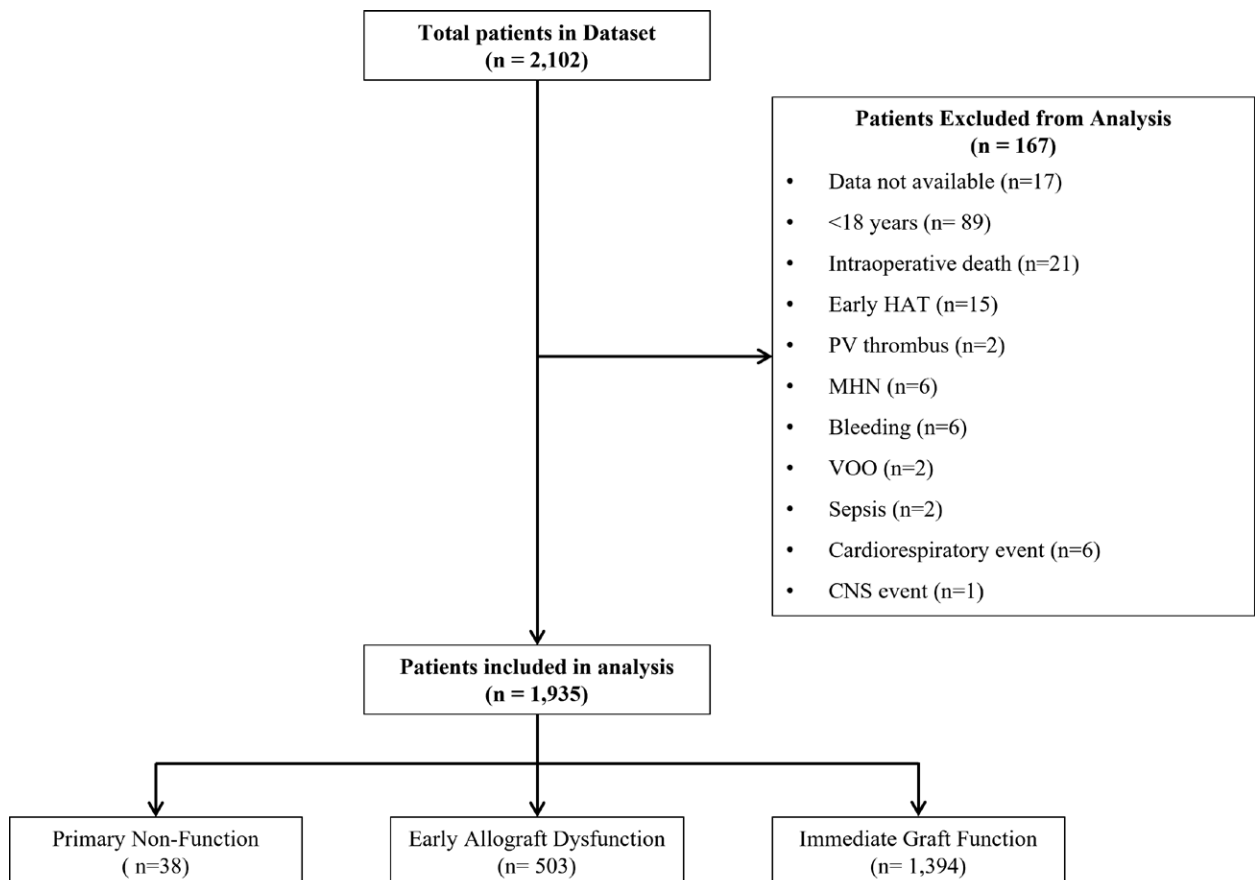 Total patients in Dataset
(n = 2,102)
Patients Excluded from Analysis
(n = 167)
• Data not available (n=17)
• <18 years (n= 89)
• Intraoperative death (n=21)
• Early HAT (n=15)
• PV thrombus (n=2)
• MHN (n=6)
• Bleeding (n=6)
• VOO (n=2)
• Sepsis (n=2)
• Cardiorespiratory event (n=6)
• CNS event (n=1)
Patients included in analysis
(n = 1,935)
Primary Non-Function
( n=38)
Early Allograft Dysfunction
(n= 503)
Immediate Graft Function
(n= 1,394)